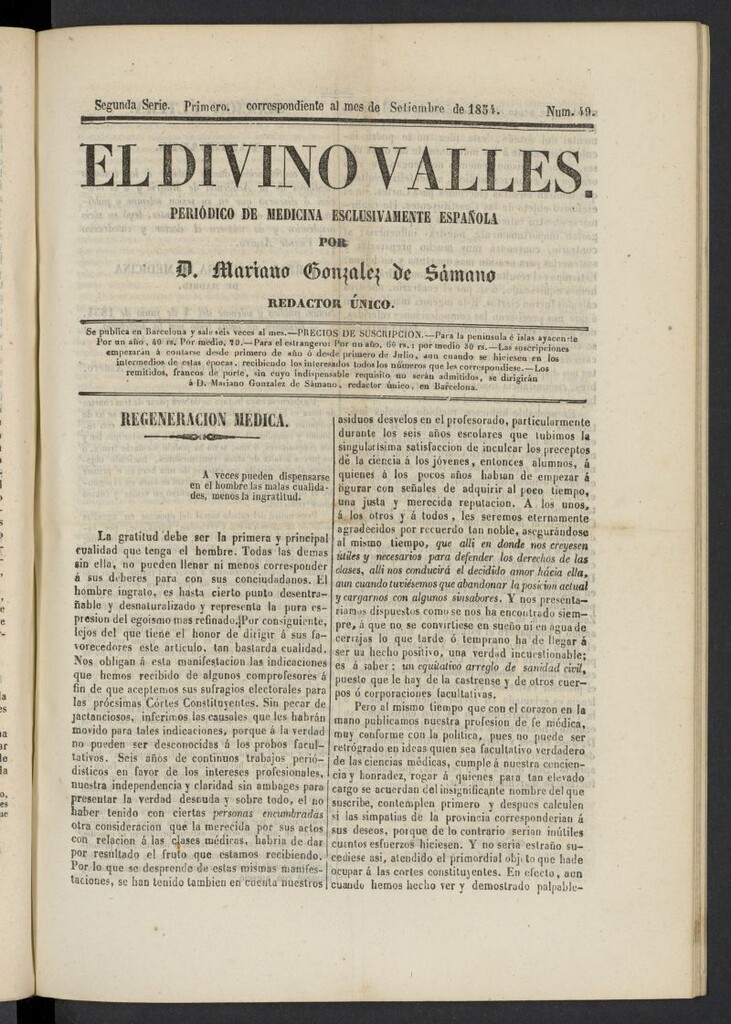 Segunda Serie. Primero. correspondiente al mes de Setiembre de 1854. Num. 49.
EL DIVINO VALLES.
PERIÓDICO DE MEDICINA ESCLUSIVAMENTE ESPAÑOLA
POR
D. Mariano Gonzalez de Sámano
REDACTOR ÚNICO.
Se publica en Barcelona y sale seis veces al mes.—PRECIOS DE SUSCRIPCION.—Para la península é islas ayacente
Por un año, 40 rs. Por medio, 20.—Para el estrangero: Por un año, 60 rs.: por medio 30 rs.—Las suscripciones
empezarán á contarse desde primero de año ó desde primero de Julio, aun cuando se hiciesen en los
intermedios de estas épocas, recibiendo los interesados todos los números que les correspondiese.—Los
remitidos, francos de porte, sin cuyo indispensable requisito no serán admitidos, se dirigirán
á D. Mariano Gonzalez de Sámano, redactor único, en Barcelona.
REGENERACION MEDICA.
A veces pueden dispensarse
en el hombre las malas cualida-
des, menos la ingratitud.
La gratitud debe ser la primera y principal
cualidad que tenga el hombre. Todas las demas
sin ella, no pueden llenar ni menos corresponder
á sus deberes para con sus conciudadanos. El
hombre ingrato, es hasta cierto punto desentra-
ñable y desnaturalizado y representa la pura es-
presion del egoismo mas refinado. Por consiguiente,
lejos del que tiene el honor de dirigir á sus fa-
vorecedores este artículo, tan bastarda cualidad.
Nos obligan á esta manifestacion las indicaciones
que hemos recibido de algunos comprofesores á
fin de que aceptemos sus sufragios electorales para
las prócsimas Córtes Constituyentes. Sin pecar de
jactanciosos, inferimos las causales que les habrán
movido para tales indicaciones, porque á la verdad
no pueden ser desconocidas á los probos facul-
tativos. Seis años de continuos trabajos perio-
dísticos en favor de los intereses profesionales,
nuestra independencia y claridad sin ambages para
presentar la verdad desnuda y sobre todo, el no
haber tenido con ciertas personas encumbradas
otra consideracion que la merecida por sus actos
con relacion á las clases médicas, habria de dar
por resultado el fruto que estamos recibiendo.
Por lo que se desprende de estas mismas manifes-
taciones, se han tenido tambien en cuenta nuestros
asiduos desvelos en el profesorado, particularmente
durante los seis años escolares que tubimos la
singularísima satisfaccion de inculcar los preceptos
de la ciencia á los jóvenes, entonces alumnos, á
quienes á los pocos años habian de empezar á
figurar con señales de adquirir al poco tiempo,
una justa y merecida reputacion. A los unos,
á los otros y á todos, les seremos eternamente
agradecidos por recuerdo tan noble, asegurándose
al mismo tiempo, que alli en donde nos creyesen
útiles y necesarios para defender los derechos de las
clases, alli nos conducirá el decidido amor hácia ella,
aun cuando tuviésemos que abandonar la posicion actual
y cargarnos con algunos sinsabores. Y nos presenta-
riamos dispuestos como se nos ha encontrado siem-
pre, á que no se convirtiese en sueño ni en agua de
cerrajas lo que tarde ó temprano ha de llegar á
ser un hecho positivo, una verdad incuestionable;
es á saber: un equitativo arreglo de sanidad civil,
puesto que le hay de la castrense y de otros cuer-
pos ó corporaciones facultativas.
Pero al mismo tiempo que con el corazon en la
mano publicamos nuestra profesion de fe médica,
muy conforme con la política, pues no puede ser
retrógrado en ideas quien sea facultativo verdadero
de las ciencias médicas, cumple á nuestra concien-
cia y honradez, rogar á quienes para tan elevado
cargo se acuerdan del insignificante nombre del que
suscribe, contemplen primero y despues calculen
si las simpatias de la provincia corresponderian á
sus deseos, porque de lo contrario serian inútiles
cuantos esfuerzos hiciesen. Y no seria estraño su-
cediese asi, atendido el primordial objeto que ha de
ocupar á las cortes constituyentes. En efecto, aun
cuando hemos hecho ver y demostrado palpable-